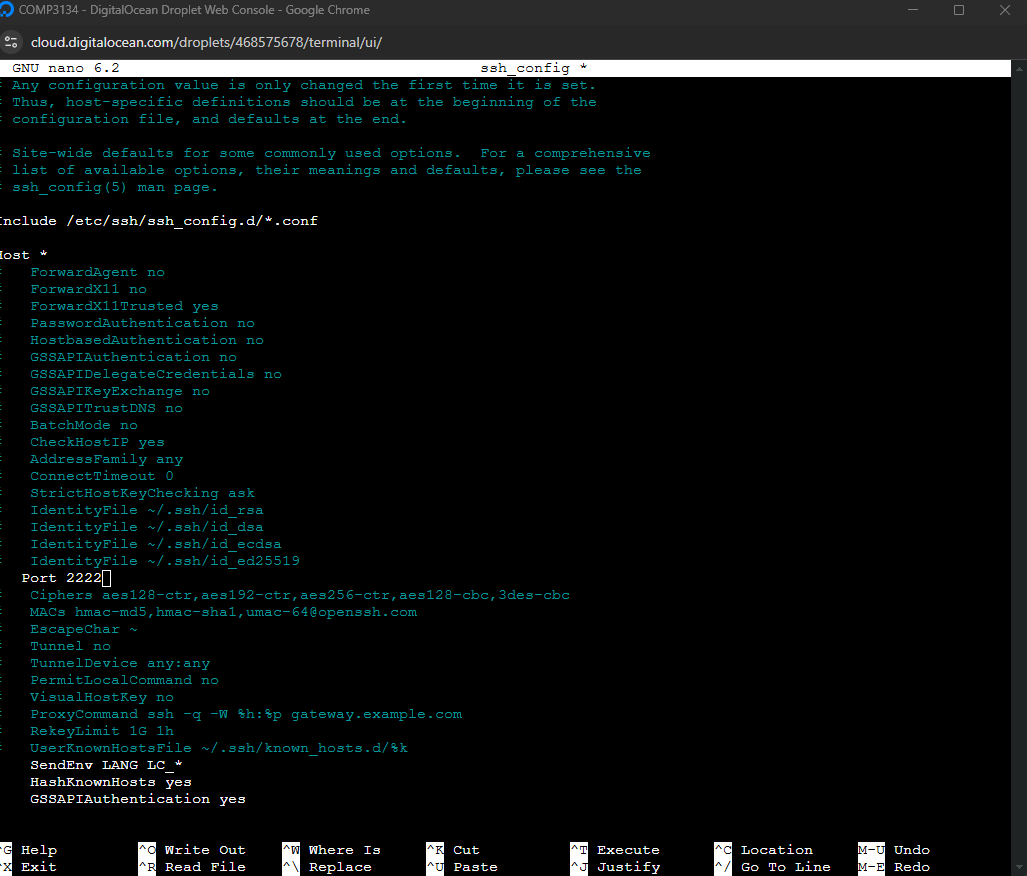 COMP3134 - DigitalOcean Droplet Web Console - Google Chrome
cloud.digitalocean.com/droplets/468575678/terminal/ui/
GNU nano 6.2 ssh_config *
# Any configuration value is only changed the first time it is set.
# Thus, host-specific definitions should be at the beginning of the
# configuration file, and defaults at the end.
# Site-wide defaults for some commonly used options.  For a comprehensive
# list of available options, their meanings and defaults, please see the
# ssh_config(5) man page.
Include /etc/ssh/ssh_config.d/*.conf
Host *
#   ForwardAgent no
#   ForwardX11 no
#   ForwardX11Trusted yes
#   PasswordAuthentication no
#   HostbasedAuthentication no
#   GSSAPIAuthentication no
#   GSSAPIDelegateCredentials no
#   GSSAPIKeyExchange no
#   GSSAPITrustDNS no
#   BatchMode no
#   CheckHostIP yes
#   AddressFamily any
#   ConnectTimeout 0
#   StrictHostKeyChecking ask
#   IdentityFile ~/.ssh/id_rsa
#   IdentityFile ~/.ssh/id_dsa
#   IdentityFile ~/.ssh/id_ecdsa
#   IdentityFile ~/.ssh/id_ed25519
Port 2222
#   Ciphers aes128-ctr,aes192-ctr,aes256-ctr,aes128-cbc,3des-cbc
#   MACs hmac-md5,hmac-sha1,umac-64@openssh.com
#   EscapeChar ~
#   Tunnel no
#   TunnelDevice any:any
#   PermitLocalCommand no
#   VisualHostKey no
#   ProxyCommand ssh -q -W %h:%p gateway.example.com
#   RekeyLimit 1G 1h
#   UserKnownHostsFile ~/.ssh/known_hosts.d/%k
SendEnv LANG LC_*
HashKnownHosts yes
GSSAPIAuthentication yes
^G Help ^O Write Out ^W Where Is ^K Cut ^T Execute ^C Location M-U Undo
^X Exit ^R Read File ^\ Replace ^U Paste ^J Justify ^/ Go To Line M-E Redo